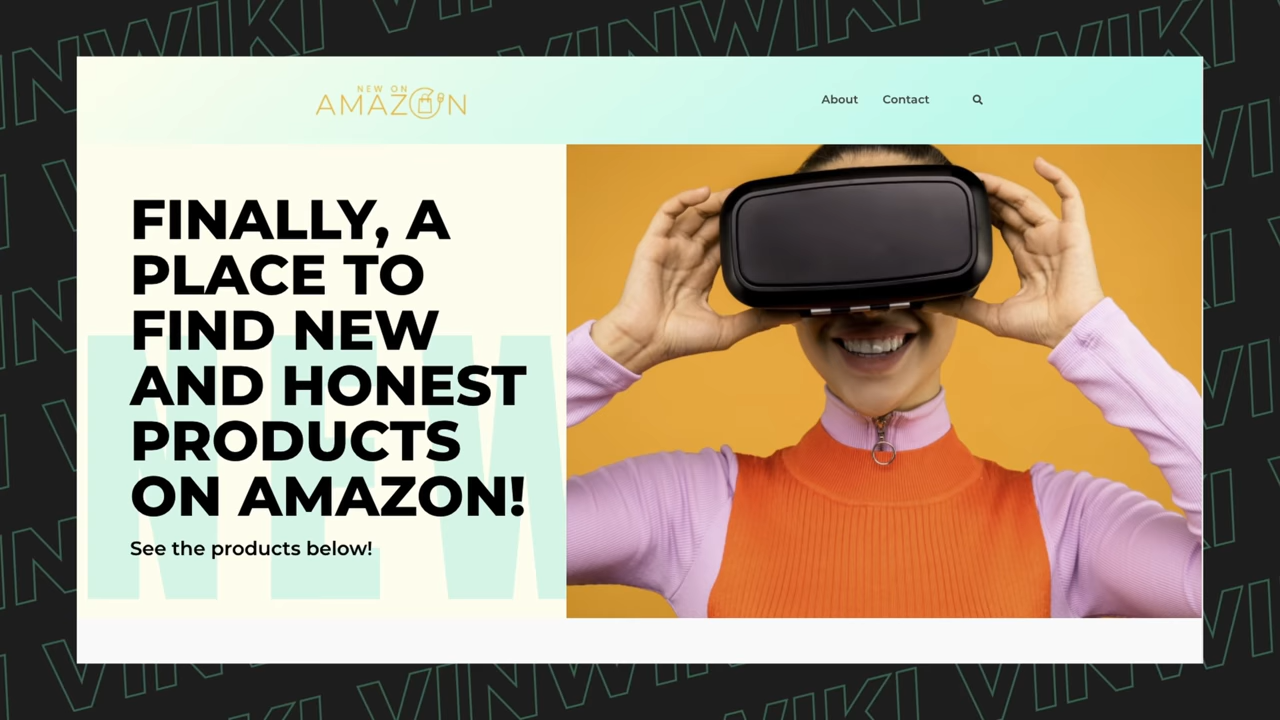 VINWIKI
NEW ON
AMAZON
About Contact
FINALLY, A
PLACE TO
FIND NEW
AND HONEST
PRODUCTS
ON AMAZON!
See the products below!
NEW